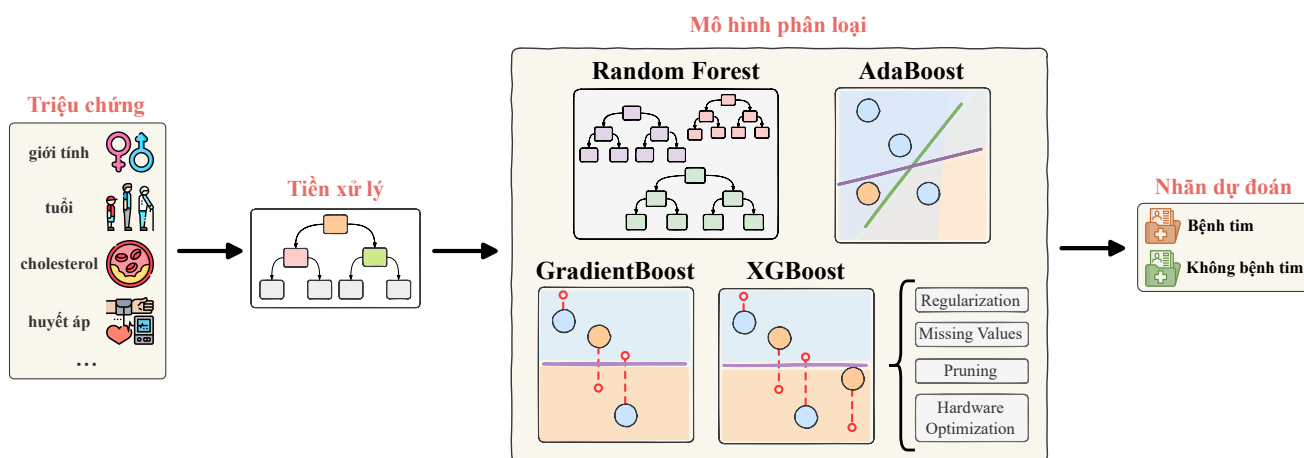 Triệu chứng
giới tính
tuổi
cholesterol
huyết áp
...
Tiền xử lý
Mô hình phân loại
Random Forest
AdaBoost
GradientBoost
XGBoost
Regularization
Missing Values
Pruning
Hardware
Optimization
Nhãn dự đoán
Bệnh tim
Không bệnh tim